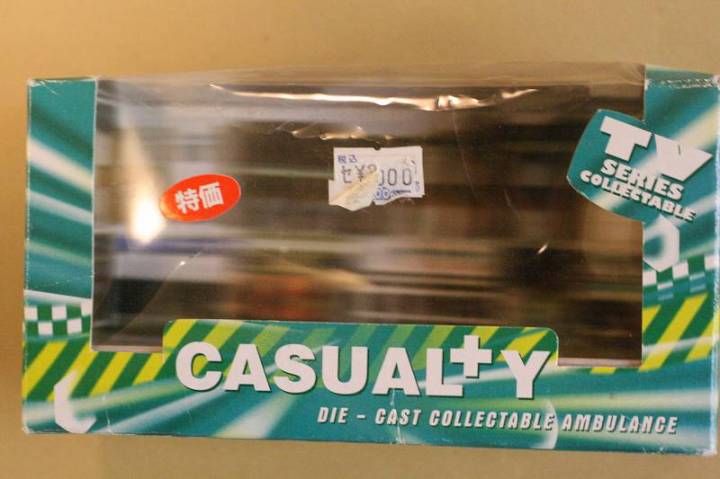 TV
SERIES
COLLECTABLE
税込
特価
CASUALTY
DIE - CAST COLLECTABLE AMBULANCE